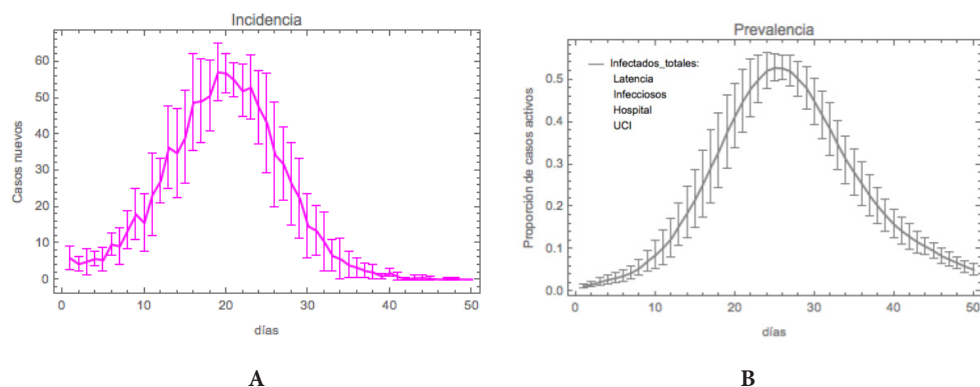 Incidencia
Casos nuevos
60
50
40
30
20
10
0
0 10 20 30 40 50
días
A
Prevalencia
Infectados_totales:
Latencia
Infecciosos
Hospital
UCI
Proporción de casos activos
0.5
0.4
0.3
0.2
0.1
0.0
0 10 20 30 40 50
días
B